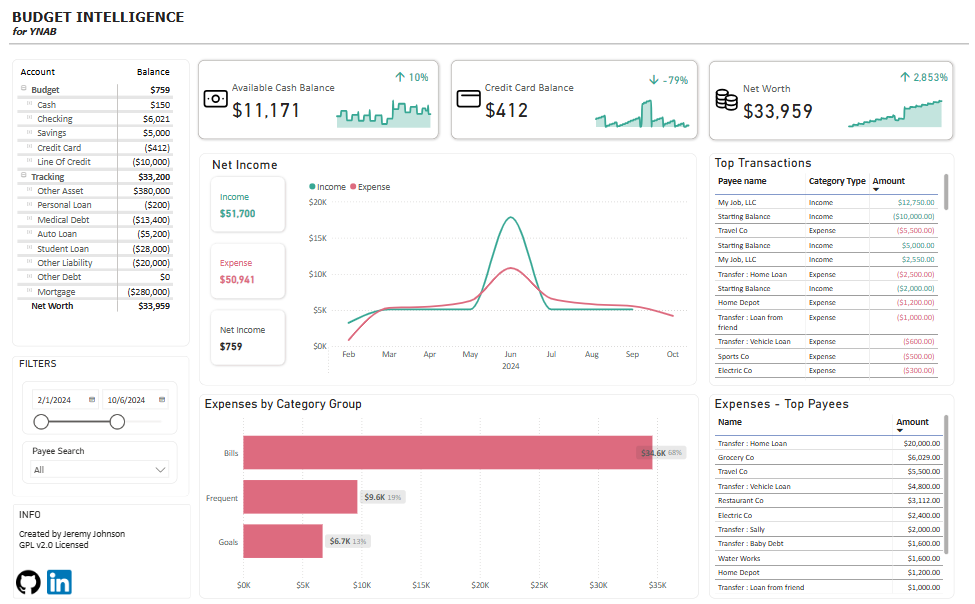 BUDGET INTELLIGENCE
for YNAB
Account Balance
Budget $759
Cash $150
Checking $6,021
Savings $5,000
Credit Card ($412)
Line Of Credit ($10,000)
Tracking $33,200
Other Asset $380,000
Personal Loan ($200)
Medical Debt ($13,400)
Auto Loan ($5,200)
Student Loan ($28,000)
Other Liability ($20,000)
Other Debt $0
Mortgage ($280,000)
Net Worth $33,959
FILTERS
2/1/2024 10/6/2024
Payee Search
All
INFO
Created by Jeremy Johnson
GPL v2.0 Licensed
in
10%
Available Cash Balance
$11,171
-79%
Credit Card Balance
$412
2,853%
Net Worth
$33,959
Net Income
Income
$51,700
Expense
$50,941
Net Income
$759
Income Expense
$20K
$15K
$10K
$5K
$0K
Feb Mar Apr May Jun Jul Aug Sep Oct
2024
Top Transactions
Payee name Category Type Amount
My Job, LLC Income $12,750.00
Starting Balance Income ($10,000.00)
Travel Co Expense ($5,500.00)
Starting Balance Income $5,000.00
My Job, LLC Income $2,550.00
Transfer : Home Loan Expense ($2,500.00)
Starting Balance Income ($2,000.00)
Home Depot Expense ($1,200.00)
Transfer : Loan from Expense ($1,000.00)
friend
Transfer : Vehicle Loan Expense ($600.00)
Sports Co Expense ($500.00)
Electric Co Expense ($300.00)
Expenses by Category Group
Bills $34.6K 68%
Frequent $9.6K 19%
Goals $6.7K 13%
$0K $5K $10K $15K $20K $25K $30K $35K
Expenses - Top Payees
Name Amount
Transfer : Home Loan $20,000.00
Grocery Co $6,029.00
Travel Co $5,500.00
Transfer : Vehicle Loan $4,800.00
Restaurant Co $3,112.00
Electric Co $2,400.00
Transfer : Sally $2,000.00
Transfer : Baby Debt $1,600.00
Water Works $1,600.00
Home Depot $1,200.00
Transfer : Loan from friend $1,000.00